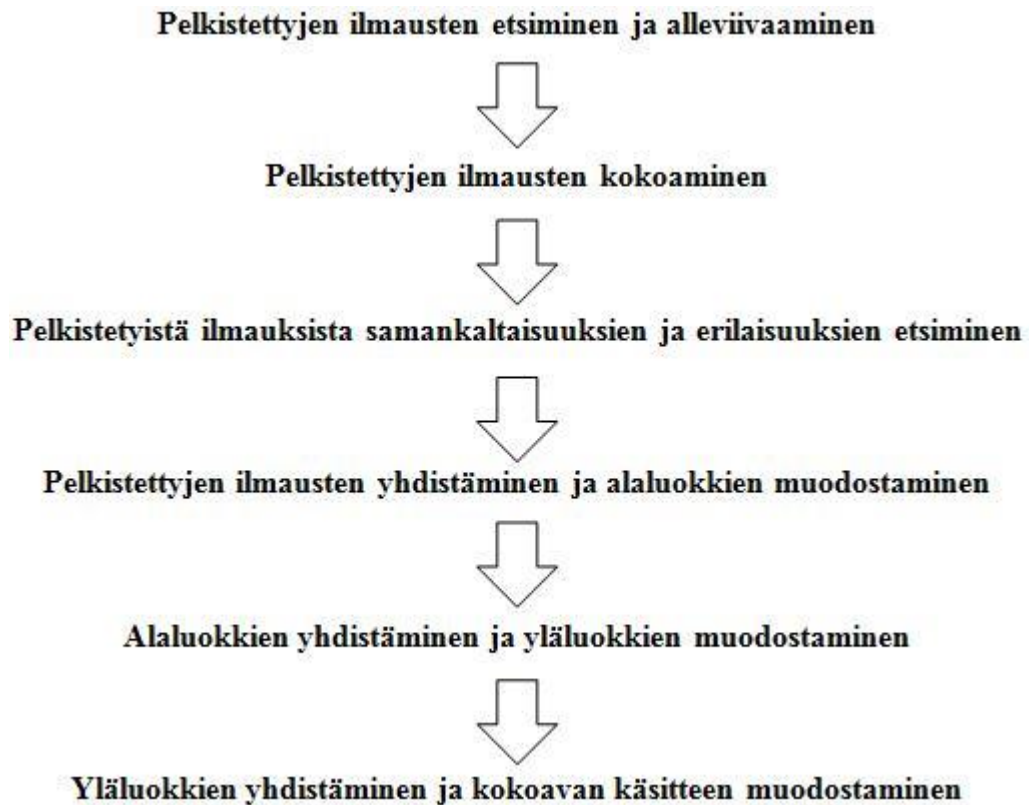 Pelkistettyjen ilmausten etsiminen ja alleviivaaminen
Pelkistettyjen ilmausten kokoaminen
Pelkistetyistä ilmauksista samankaltaisuuksien ja erilaisuuksien etsiminen
Pelkistettyjen ilmausten yhdistäminen ja alaluokkien muodostaminen
Alaluokkien yhdistäminen ja yläluokkien muodostaminen
Yläluokkien yhdistäminen ja kokoavan käsitteen muodostaminen